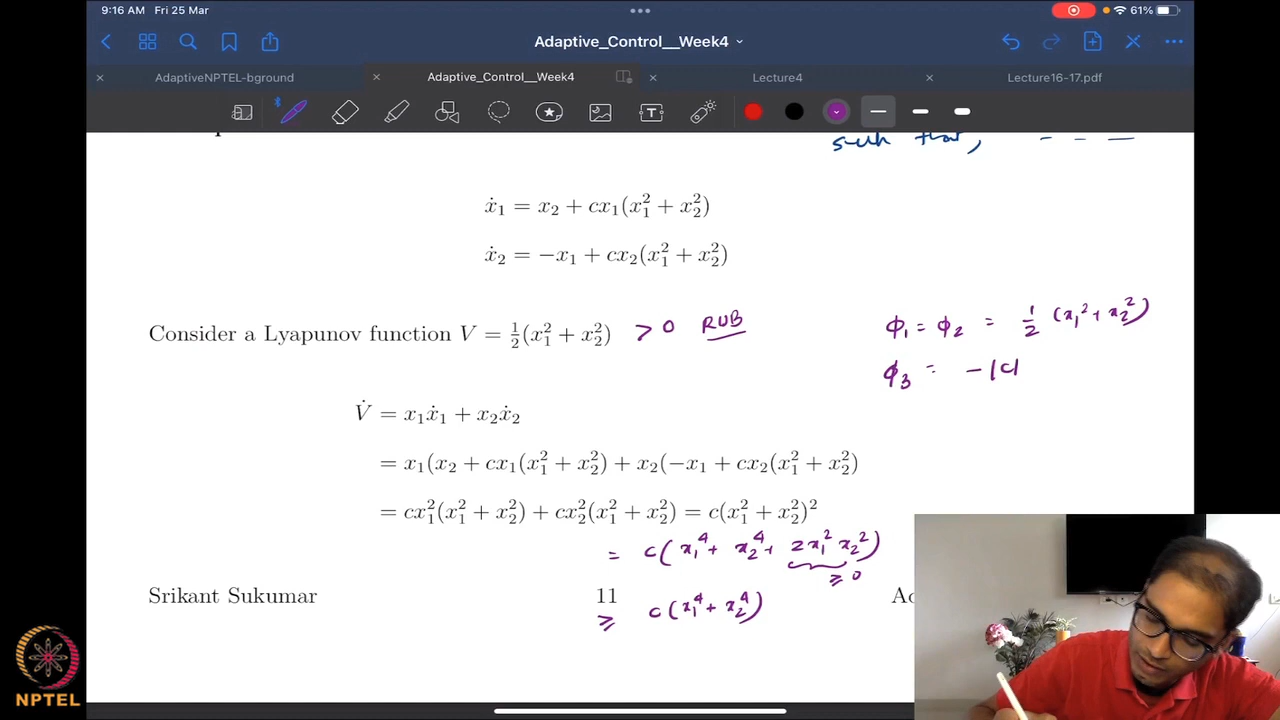 9:16 AM Fri 25 Mar
61%
Adaptive_Control__Week4
AdaptiveNPTEL-bground
Adaptive_Control__Week4
Lecture4
Lecture16-17.pdf
such that, - - -
ẋ₁ = x₂ + cx₁(x₁² + x₂²)
ẋ₂ = −x₁ + cx₂(x₁² + x₂²)
Consider a Lyapunov function V = ½(x₁² + x₂²) > 0 RUB
ϕ₁ = ϕ₂ = ½ (x₁² + x₂²)
ϕ₃ = -|c|
V̇ = x₁ẋ₁ + x₂ẋ₂
= x₁(x₂ + cx₁(x₁² + x₂²) + x₂(−x₁ + cx₂(x₁² + x₂²)
= cx₁²(x₁² + x₂²) + cx₂²(x₁² + x₂²) = c(x₁² + x₂²)²
= c(x₁⁴ + x₂⁴ + 2x₁² x₂²)
≥ 0
Srikant Sukumar
11
≥ c(x₁⁴ + x₂⁴)
NPTEL